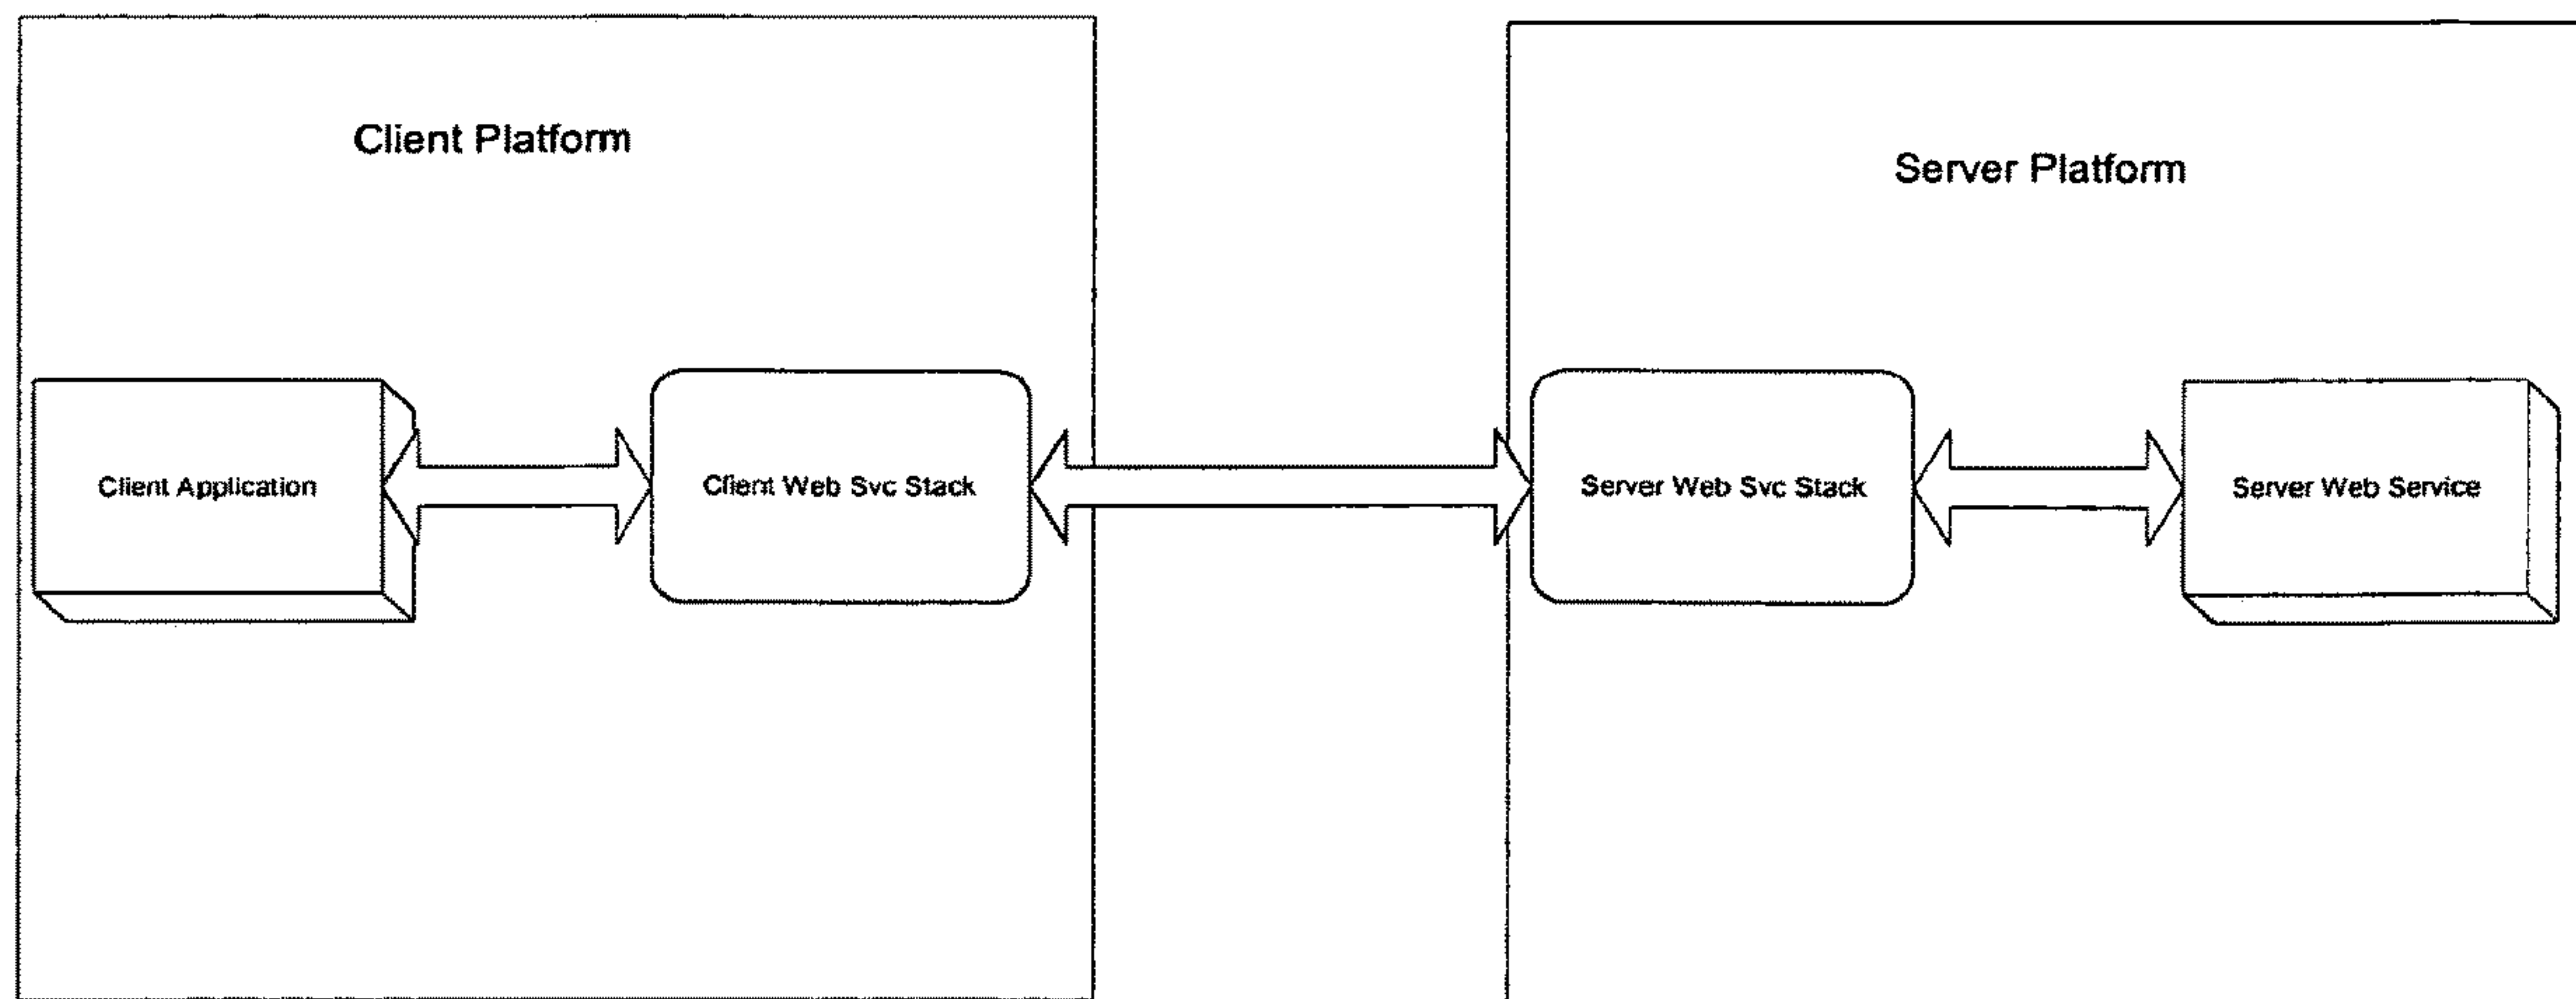 Client Platform
Server Platform
Client Application
Client Web Svc Stack
Server Web Svc Stack
Server Web Service